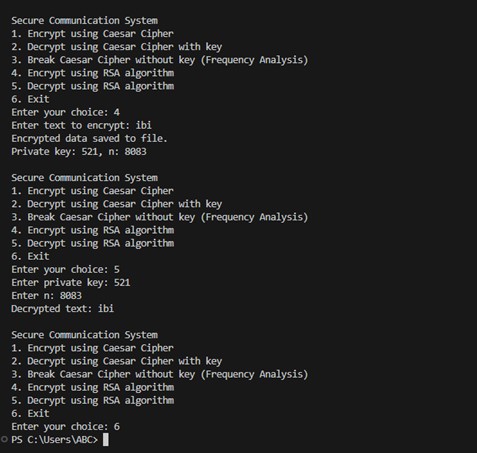 Secure Communication System
1. Encrypt using Caesar Cipher
2. Decrypt using Caesar Cipher with key
3. Break Caesar Cipher without key (Frequency Analysis)
4. Encrypt using RSA algorithm
5. Decrypt using RSA algorithm
6. Exit
Enter your choice: 4
Enter text to encrypt: ibi
Encrypted data saved to file.
Private key: 521, n: 8083
Secure Communication System
1. Encrypt using Caesar Cipher
2. Decrypt using Caesar Cipher with key
3. Break Caesar Cipher without key (Frequency Analysis)
4. Encrypt using RSA algorithm
5. Decrypt using RSA algorithm
6. Exit
Enter your choice: 5
Enter private key: 521
Enter n: 8083
Decrypted text: ibi
Secure Communication System
1. Encrypt using Caesar Cipher
2. Decrypt using Caesar Cipher with key
3. Break Caesar Cipher without key (Frequency Analysis)
4. Encrypt using RSA algorithm
5. Decrypt using RSA algorithm
6. Exit
Enter your choice: 6
PS C:\Users\ABC>